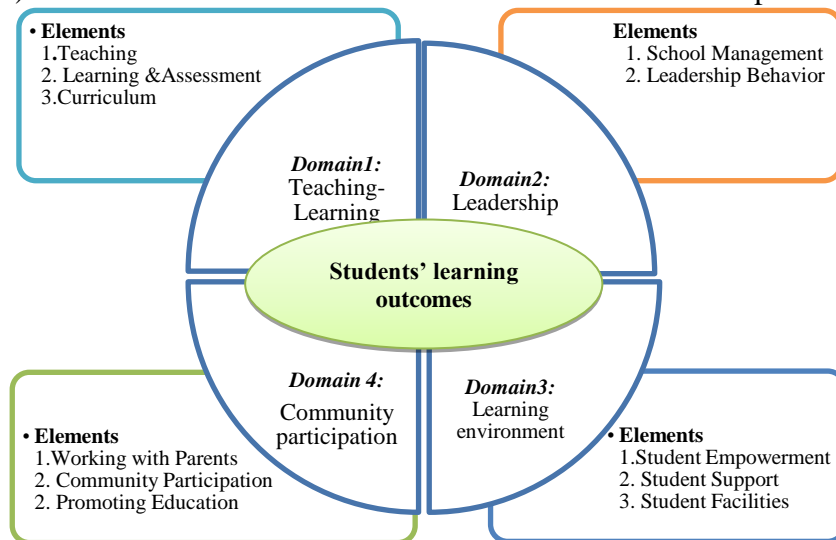 • Elements
1.Teaching
2. Learning &Assessment
3.Curriculum
Elements
1. School Management
2. Leadership Behavior
Domain1:
Teaching-
Learning
Domain2:
Leadership
Students’ learning
outcomes
Domain 4:
Community
participation
Domain3:
Learning
environment
• Elements
1.Working with Parents
2. Community Participation
2. Promoting Education
• Elements
1.Student Empowerment
2. Student Support
3. Student Facilities